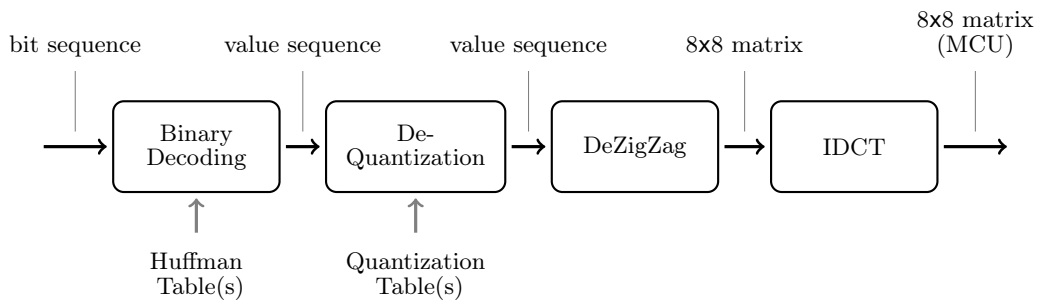 bit sequence
value sequence
value sequence
8x8 matrix
8x8 matrix
(MCU)
Binary
Decoding
De-
Quantization
DeZigZag
IDCT
Huffman
Table(s)
Quantization
Table(s)